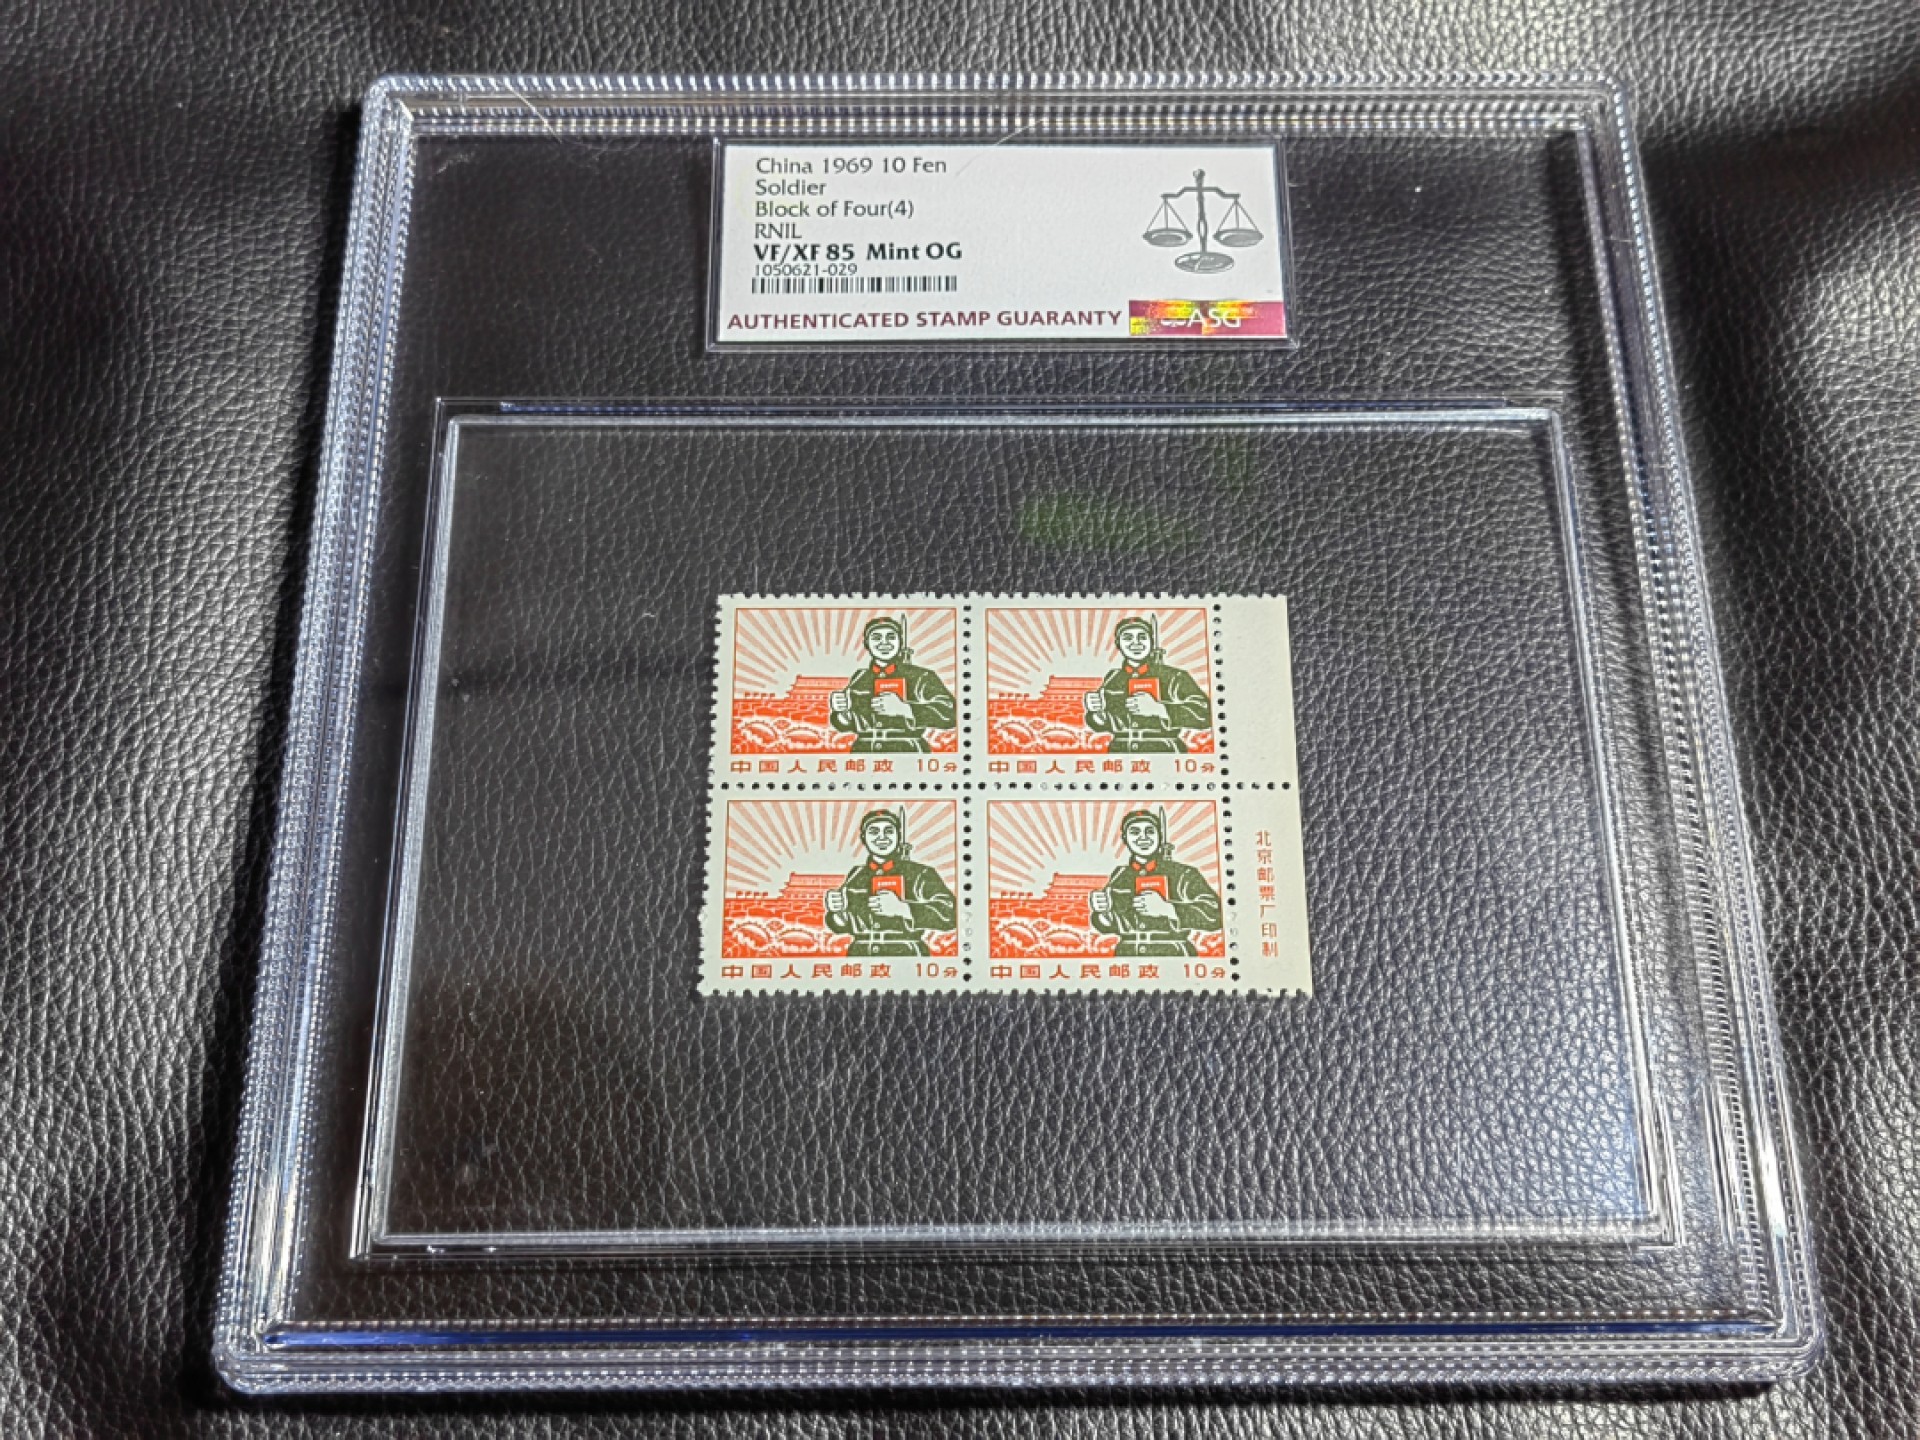 China 1969 10 Fen
Soldier
Block of Four(4)
RNIL
VF/XF 85 Mint OG
1050621-029
AUTHENTICATED STAMP GUARANTY
ASG
中国人民邮政 10分
中国人民邮政 10分
中国人民邮政 10分
中国人民邮政 10分
北京邮票厂印制